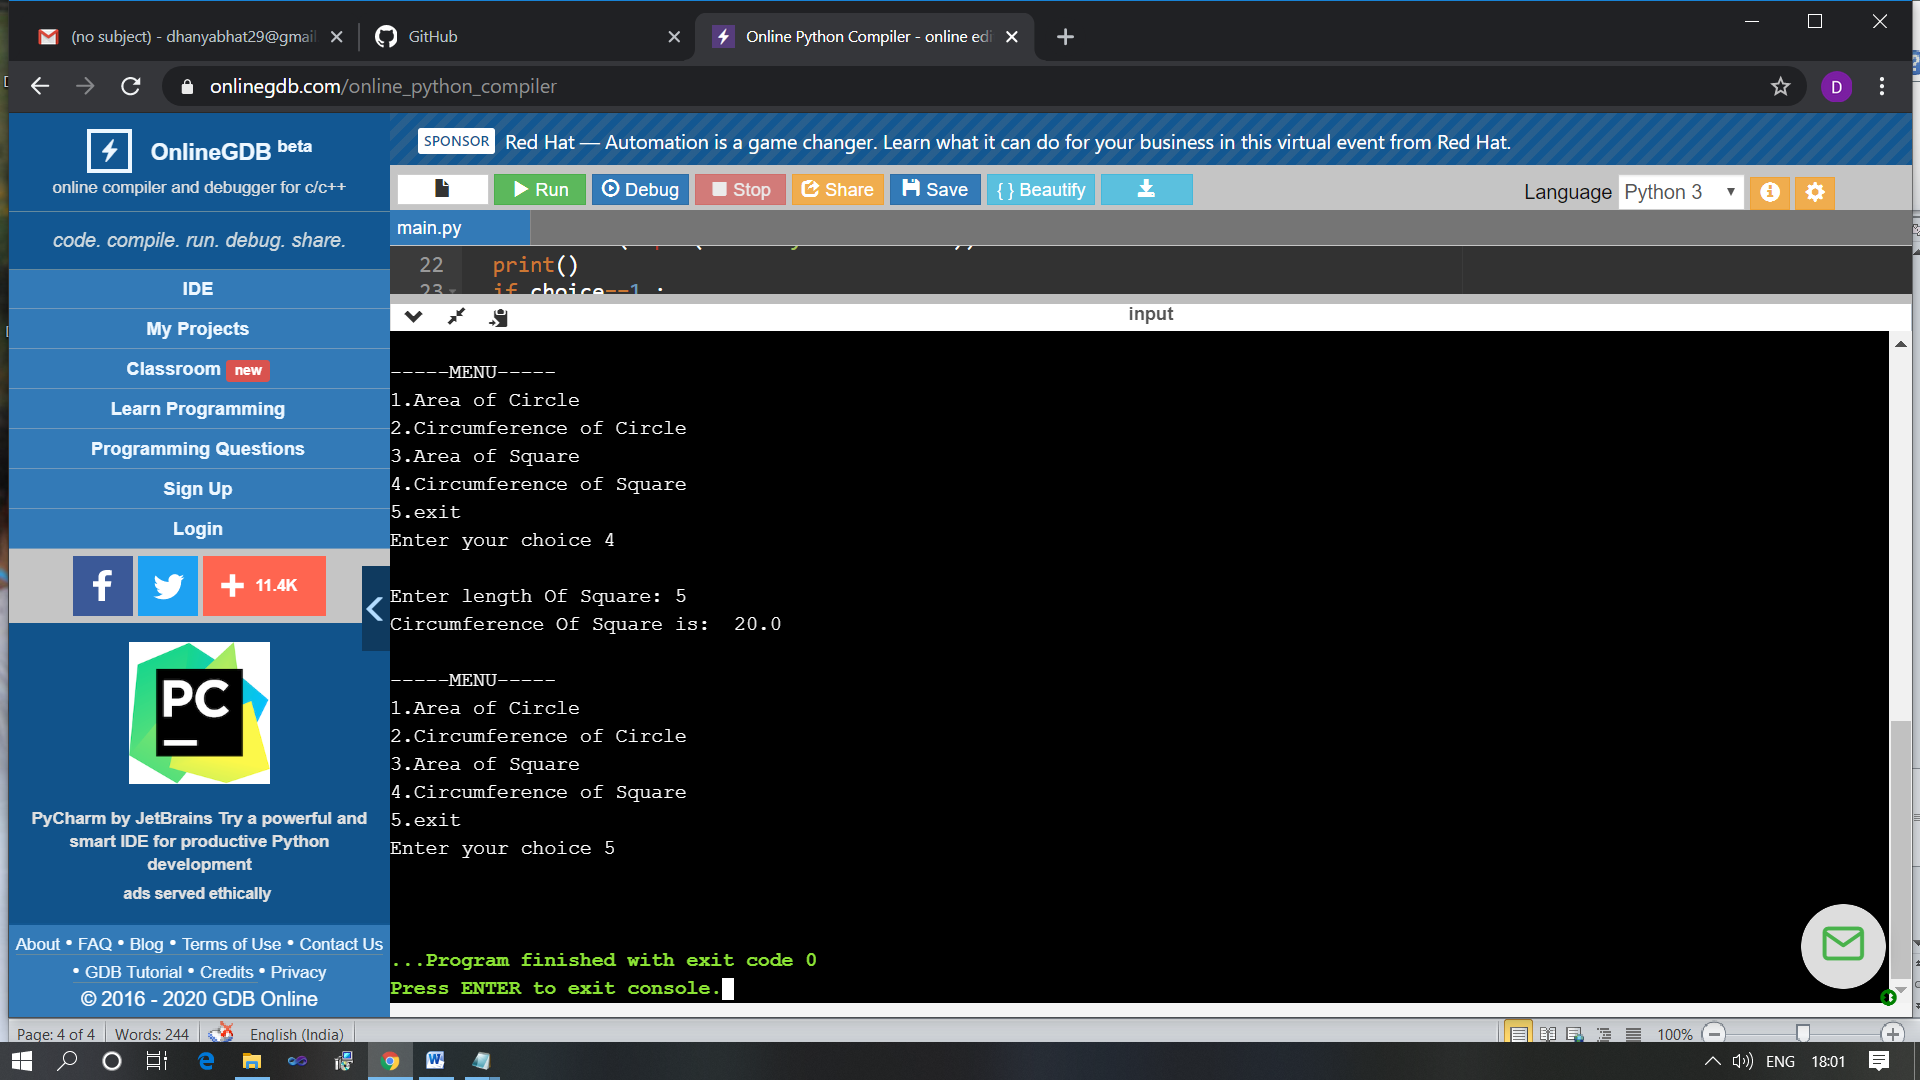 (no subject) - dhanyabhat29@gmail
GitHub
Online Python Compiler - online edi
onlinegdb.com/online_python_compiler
D
OnlineGDB beta
online compiler and debugger for c/c++
code. compile. run. debug. share.
IDE
My Projects
Classroom new
Learn Programming
Programming Questions
Sign Up
Login
11.4K
PC
PyCharm by JetBrains Try a powerful and
smart IDE for productive Python
development
ads served ethically
About • FAQ • Blog • Terms of Use • Contact Us
• GDB Tutorial • Credits • Privacy
© 2016 - 2020 GDB Online
SPONSOR Red Hat — Automation is a game changer. Learn what it can do for your business in this virtual event from Red Hat.
Run Debug Stop Share Save { } Beautify
Language Python 3
main.py
22 print()
23 if choice==1 :
input
-----MENU-----
1.Area of Circle
2.Circumference of Circle
3.Area of Square
4.Circumference of Square
5.exit
Enter your choice 4
Enter length Of Square: 5
Circumference Of Square is:  20.0
-----MENU-----
1.Area of Circle
2.Circumference of Circle
3.Area of Square
4.Circumference of Square
5.exit
Enter your choice 5
...Program finished with exit code 0
Press ENTER to exit console.
Page: 4 of 4 Words: 244 English (India) 100%
ENG 18:01